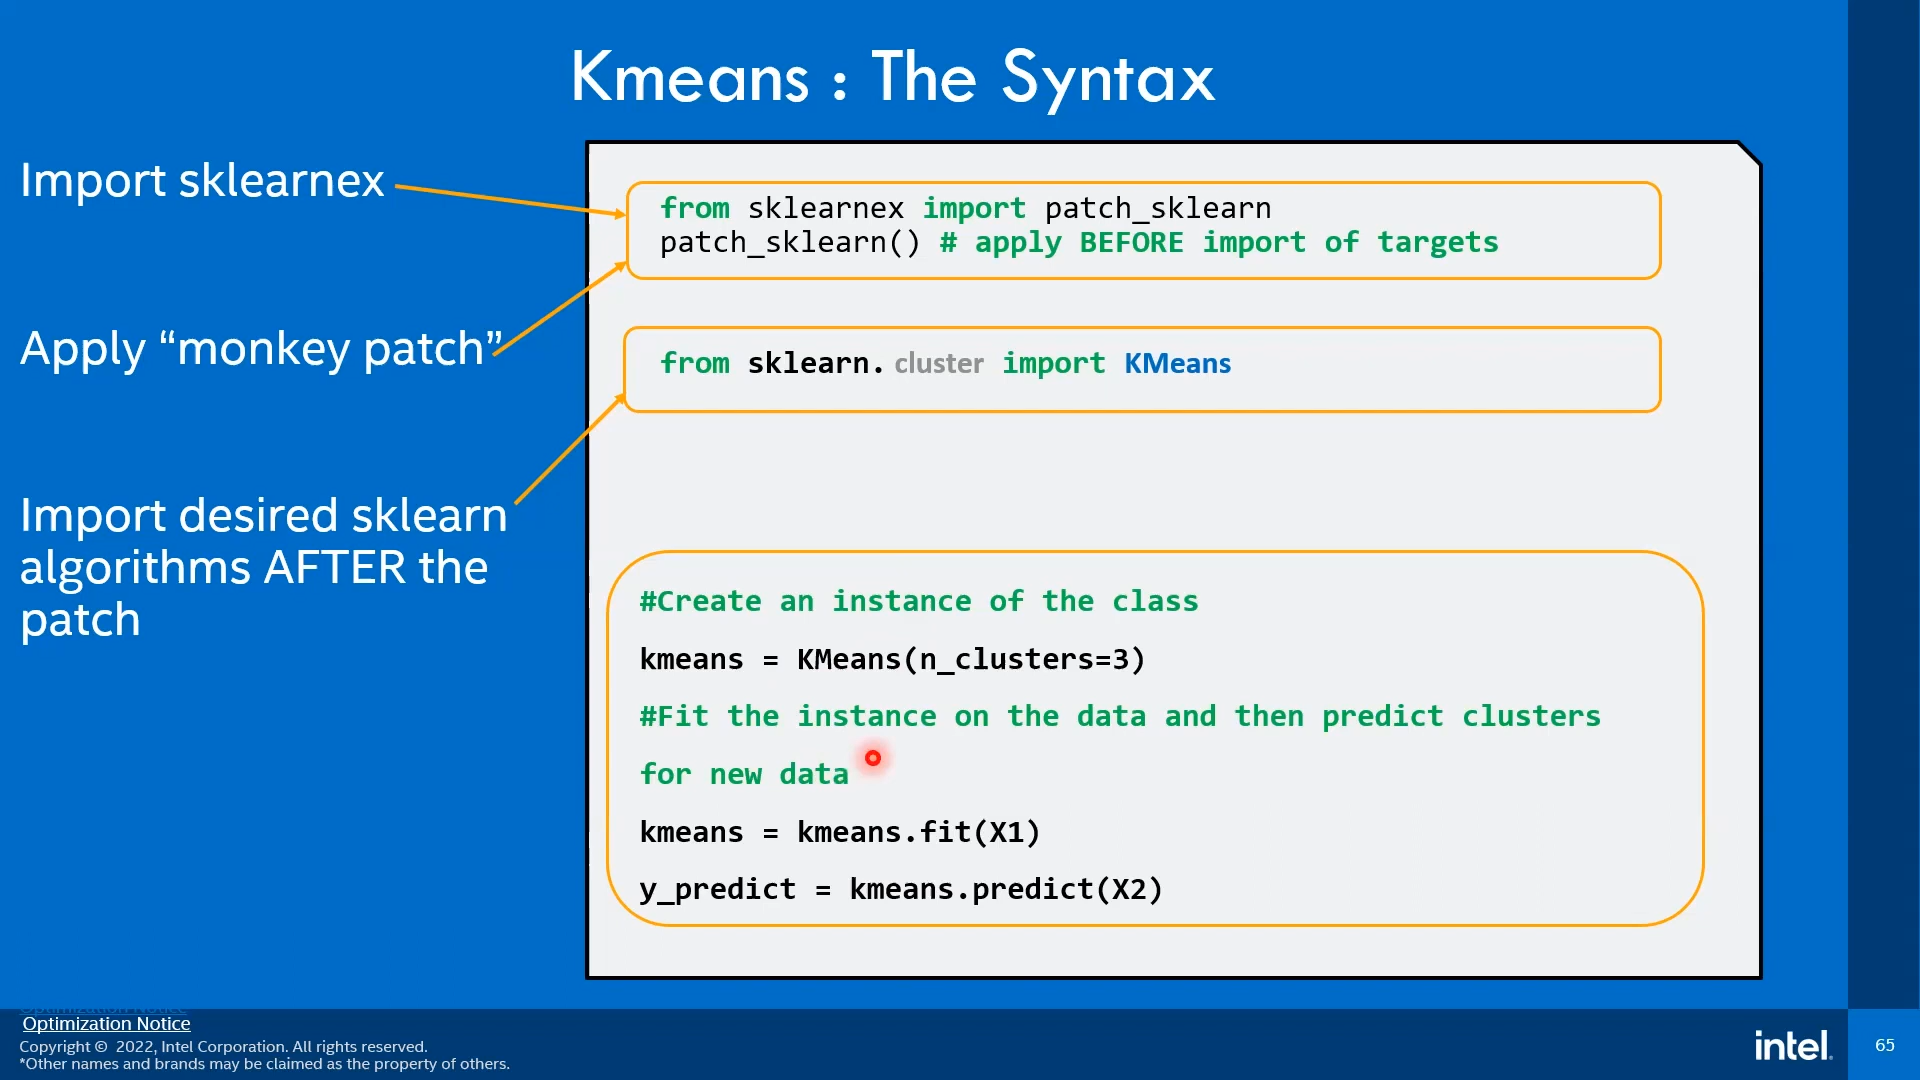 Kmeans : The Syntax
Import sklearnex
Apply “monkey patch”
Import desired sklearn
algorithms AFTER the
patch
from sklearnex import patch_sklearn
patch_sklearn() # apply BEFORE import of targets
from sklearn. cluster import KMeans
#Create an instance of the class
kmeans = KMeans(n_clusters=3)
#Fit the instance on the data and then predict clusters
for new data
kmeans = kmeans.fit(X1)
y_predict = kmeans.predict(X2)
Optimization Notice
Optimization Notice
Copyright © 2022, Intel Corporation. All rights reserved.
*Other names and brands may be claimed as the property of others.
intel.
65